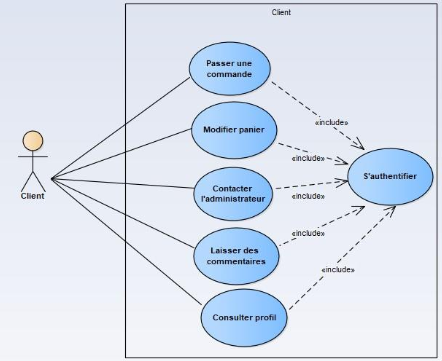 Client
Passer une
commande
«include»
Modifier panier
«include»
S'authentifier
Client
Contacter
l'administrateur
«include»
Laisser des
commentaires
«include»
«include»
Consulter profil